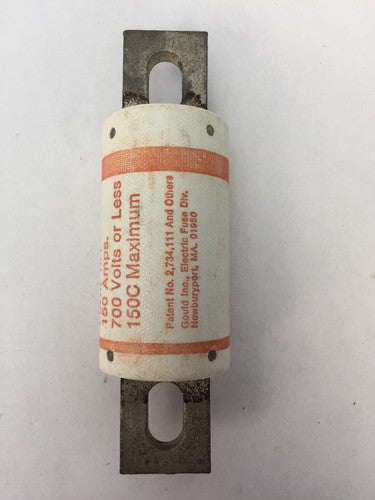 150 Amps.
700 Volts or Less
150C Maximum
Patent No. 2,734,111 And Others
Gould Inc., Electric Fuse Div.
Newburyport, MA. 01950